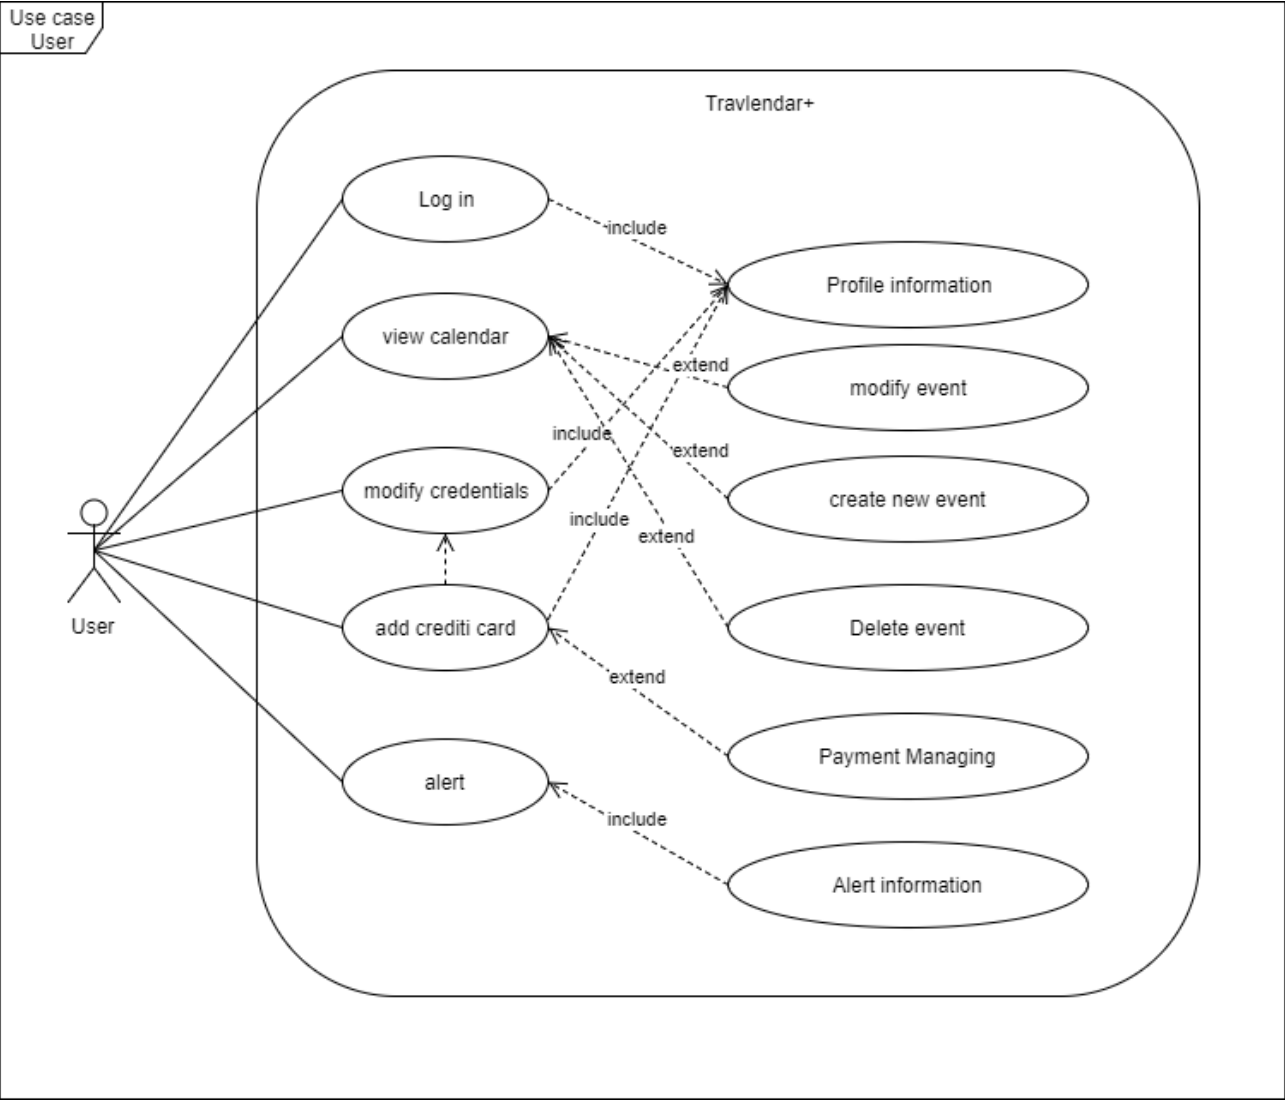 Use case
User
Travlendar+
Log in
include
Profile information
view calendar
extend
modify event
include
extend
modify credentials
create new event
include
extend
add crediti card
Delete event
User
extend
Payment Managing
alert
include
Alert information